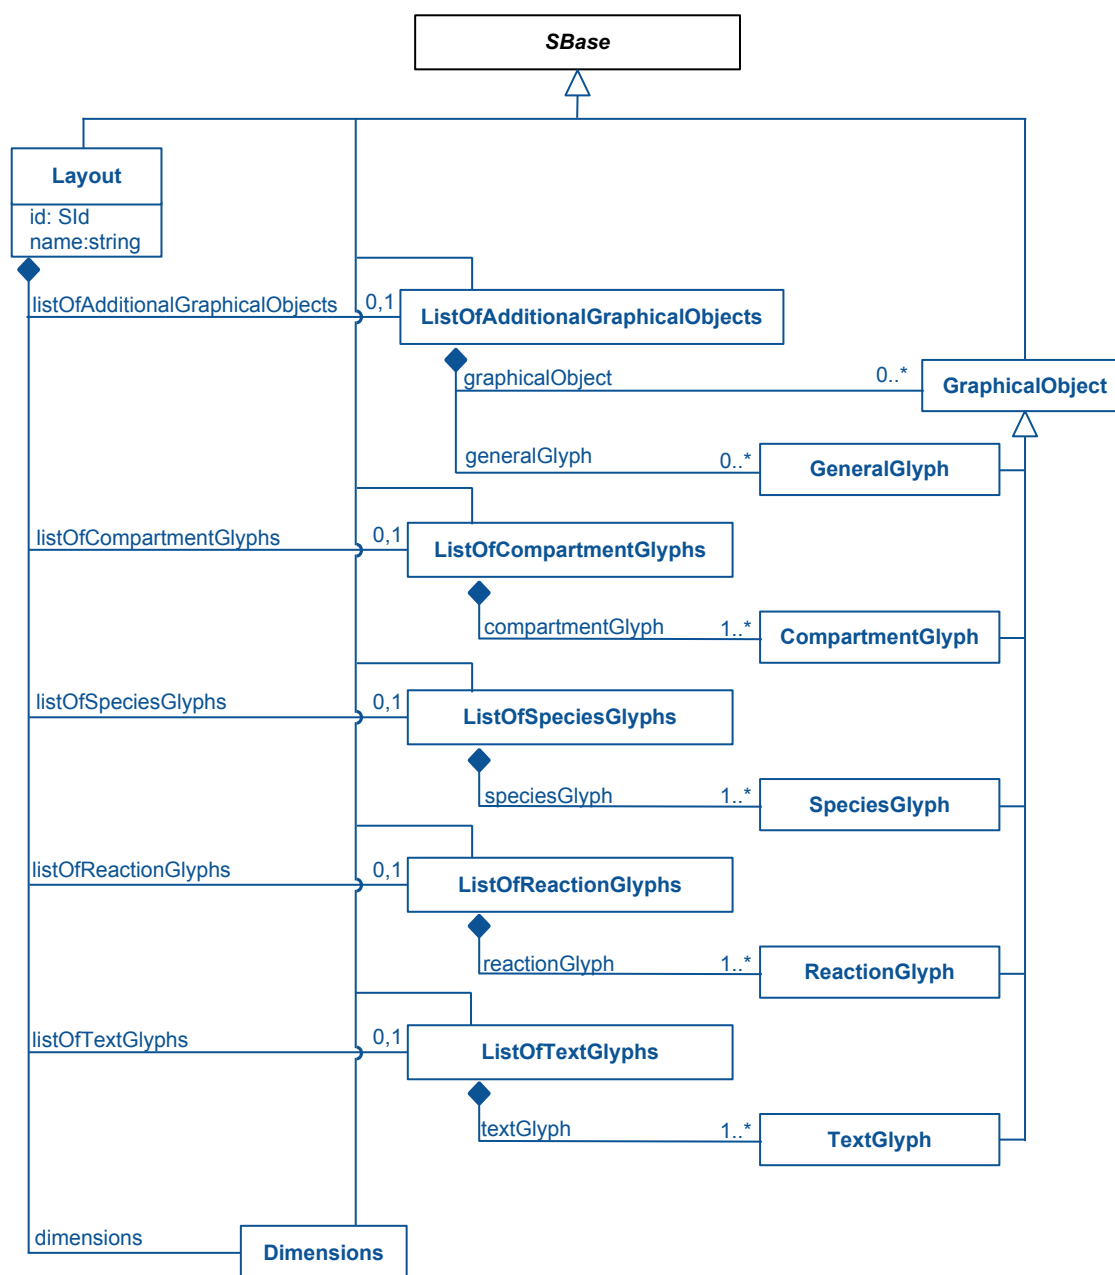 SBase
Layout
id: SId
name:string
listOfAdditionalGraphicalObjects 0,1
ListOfAdditionalGraphicalObjects
graphicalObject 0..*
GraphicalObject
generalGlyph 0..*
GeneralGlyph
listOfCompartmentGlyphs 0,1
ListOfCompartmentGlyphs
compartmentGlyph 1..*
CompartmentGlyph
listOfSpeciesGlyphs 0,1
ListOfSpeciesGlyphs
speciesGlyph 1..*
SpeciesGlyph
listOfReactionGlyphs 0,1
ListOfReactionGlyphs
reactionGlyph 1..*
ReactionGlyph
listOfTextGlyphs 0,1
ListOfTextGlyphs
textGlyph 1..*
TextGlyph
dimensions
Dimensions